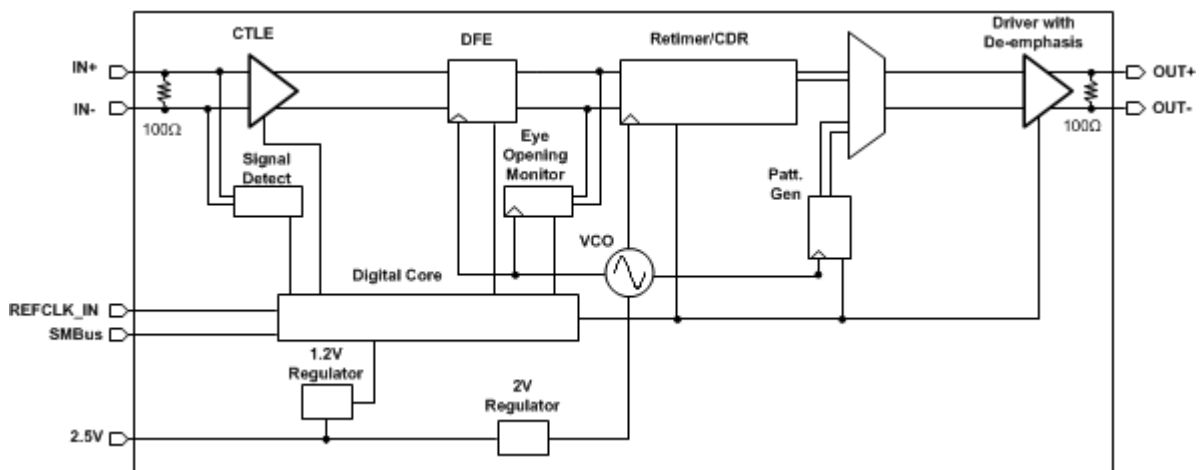 CTLE
DFE
Retimer/CDR
Driver with
De-emphasis
IN+
IN-
100Ω
OUT+
OUT-
100Ω
Signal
Detect
Eye
Opening
Monitor
Patt.
Gen
VCO
Digital Core
REFCLK_IN
SMBus
1.2V
Regulator
2V
Regulator
2.5V